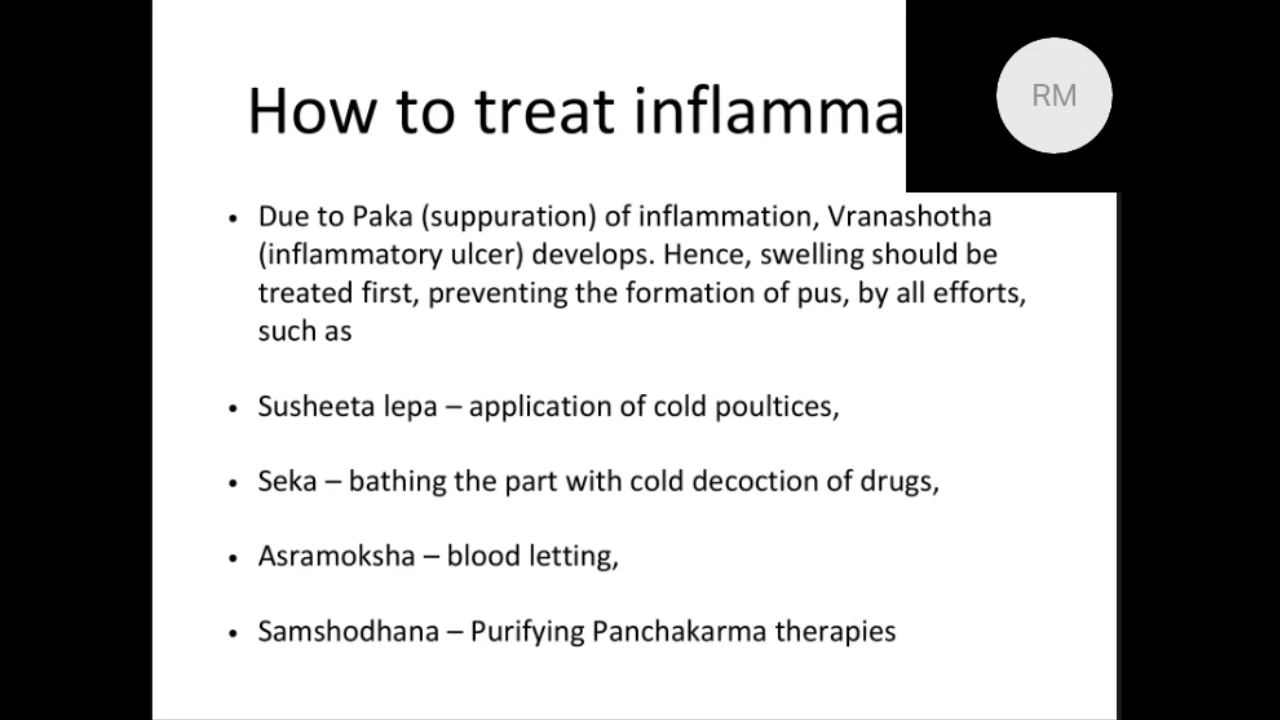 How to treat inflamma
RM
• Due to Paka (suppuration) of inflammation, Vranashotha
(inflammatory ulcer) develops. Hence, swelling should be
treated first, preventing the formation of pus, by all efforts,
such as
• Susheeta lepa – application of cold poultices,
• Seka – bathing the part with cold decoction of drugs,
• Asramoksha – blood letting,
• Samshodhana – Purifying Panchakarma therapies